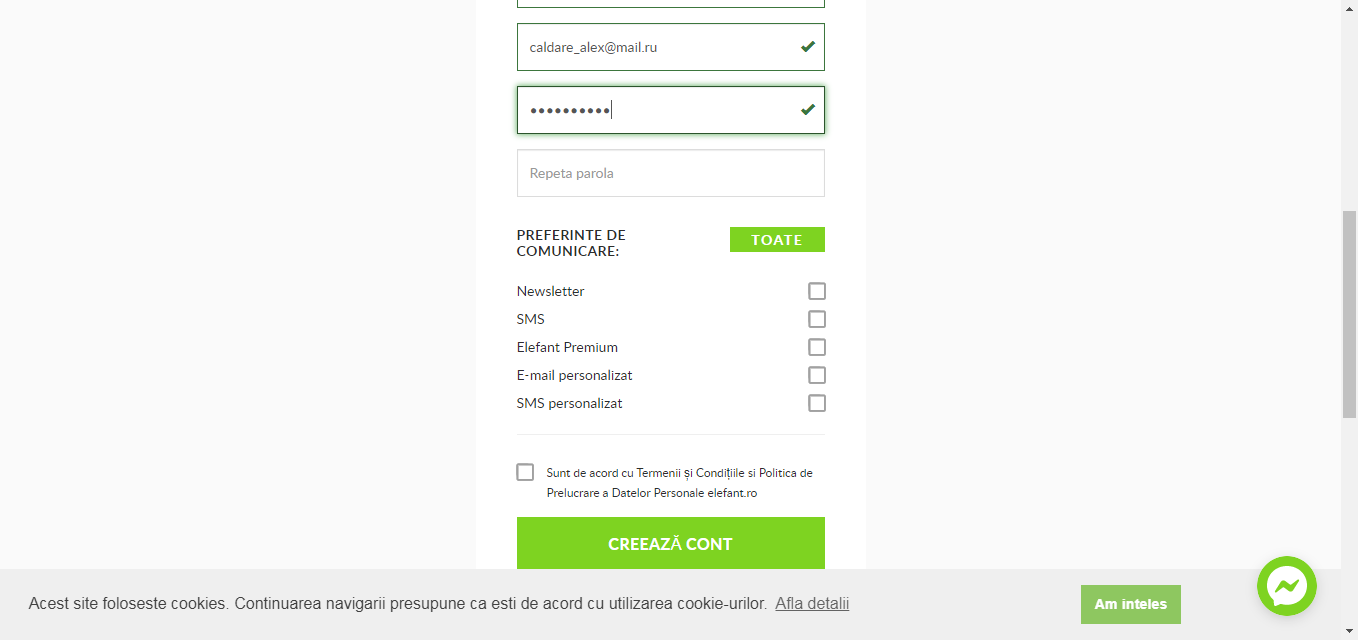 caldare_alex@mail.ru
••••••••••
Repeta parola
PREFERINTE DE
COMUNICARE:
TOATE
Newsletter
SMS
Elefant Premium
E-mail personalizat
SMS personalizat
Sunt de acord cu Termenii și Condițiile si Politica de
Prelucrare a Datelor Personale elefant.ro
CREEAZĂ CONT
Acest site foloseste cookies. Continuarea navigarii presupune ca esti de acord cu utilizarea cookie-urilor. Afla detalii
Am inteles